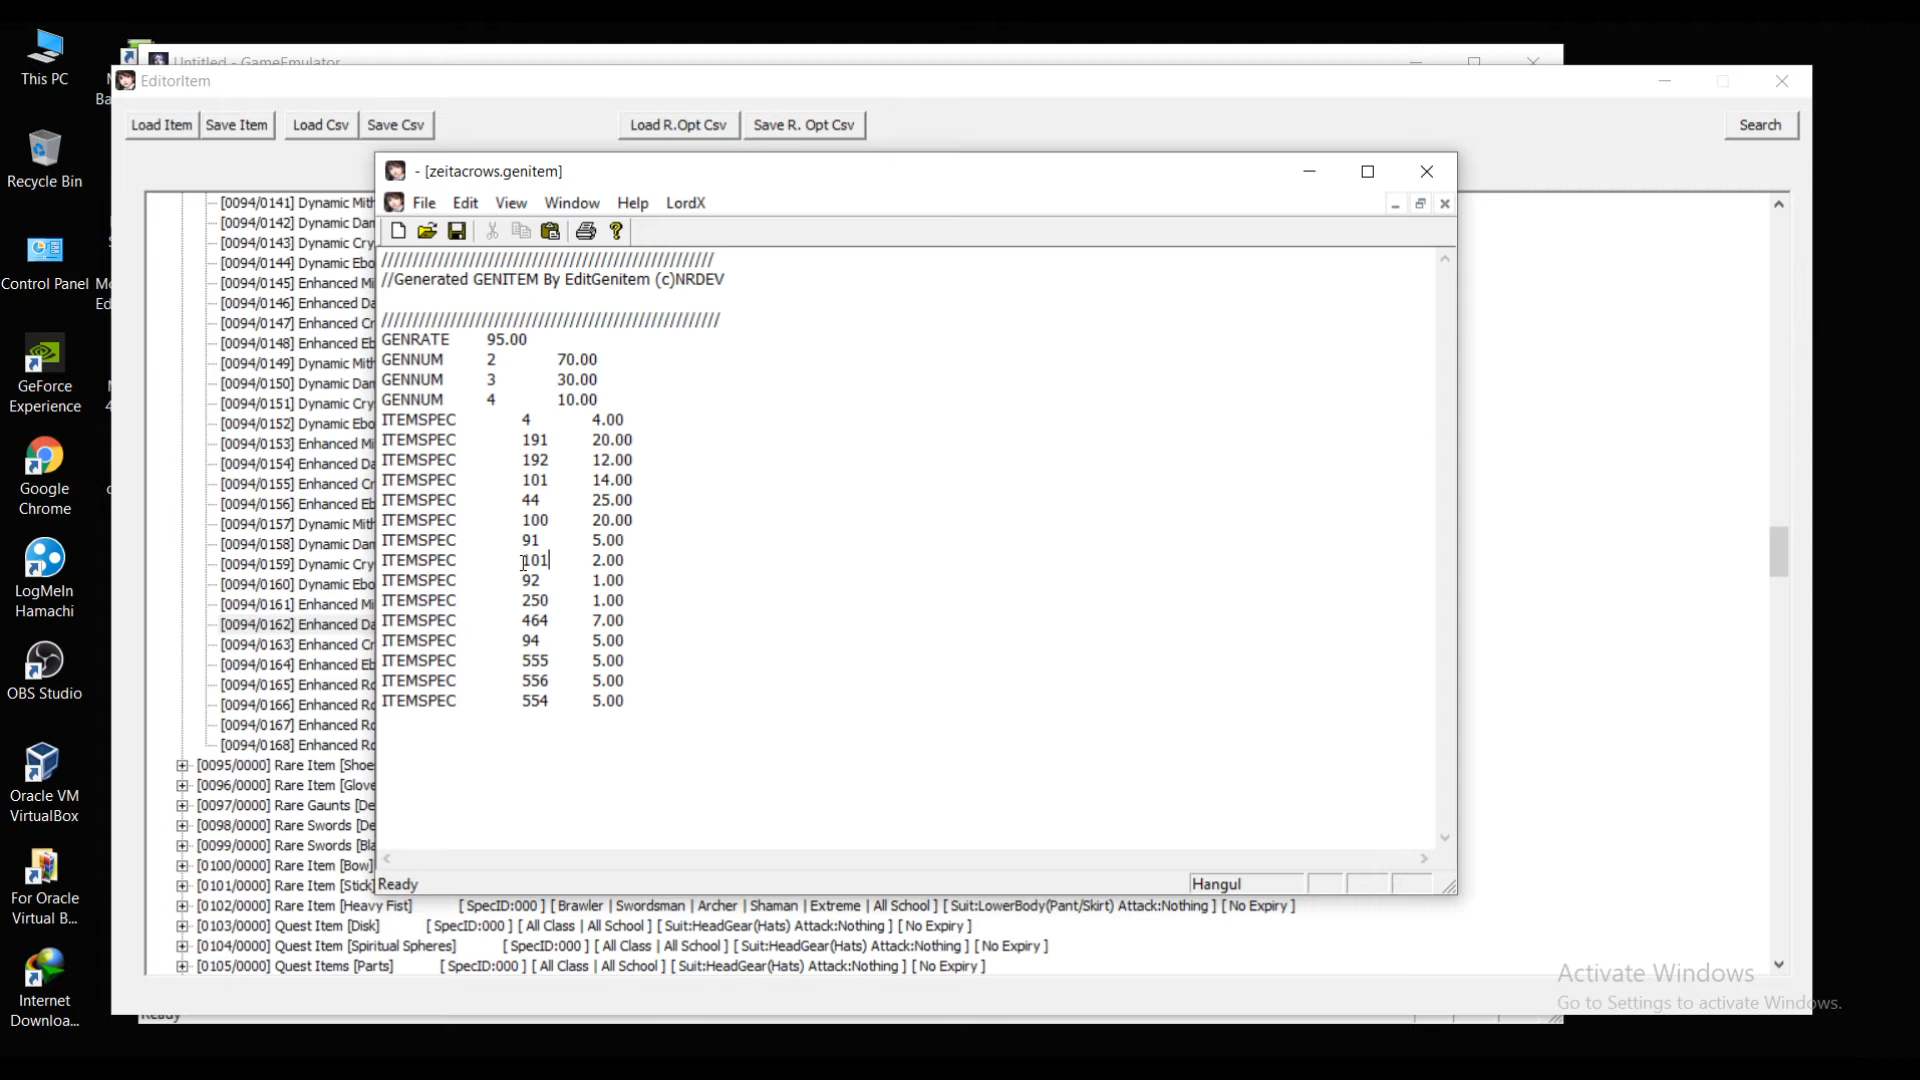 This PC
Recycle Bin
Control Panel
GeForce
Experience
Google
Chrome
LogMeIn
Hamachi
OBS Studio
Oracle VM
VirtualBox
For Oracle
Virtual B...
Internet
Downloa...
Untitled - GameEmulator
EditorItem
Load Item Save Item Load Csv Save Csv Load R.Opt Csv Save R. Opt Csv Search
[0094/0141] Dynamic Mith
[0094/0142] Dynamic Dam
[0094/0143] Dynamic Cry
[0094/0144] Dynamic Ebo
[0094/0145] Enhanced Mi
[0094/0146] Enhanced Da
[0094/0147] Enhanced Cr
[0094/0148] Enhanced Eb
[0094/0149] Dynamic Mith
[0094/0150] Dynamic Dan
[0094/0151] Dynamic Cry
[0094/0152] Dynamic Ebo
[0094/0153] Enhanced Mi
[0094/0154] Enhanced Da
[0094/0155] Enhanced Cr
[0094/0156] Enhanced Eb
[0094/0157] Dynamic Mith
[0094/0158] Dynamic Dan
[0094/0159] Dynamic Cry
[0094/0160] Dynamic Ebo
[0094/0161] Enhanced Mi
[0094/0162] Enhanced Da
[0094/0163] Enhanced Cr
[0094/0164] Enhanced Eb
[0094/0165] Enhanced Ro
[0094/0166] Enhanced Ro
[0094/0167] Enhanced Ro
[0094/0168] Enhanced Ro
[0095/0000] Rare Item [Shoe
[0096/0000] Rare Item [Glove
[0097/0000] Rare Gaunts [De
[0098/0000] Rare Swords [De
[0099/0000] Rare Swords [Bla
[0100/0000] Rare Item [Bow]
[0101/0000] Rare Item [Stick]
[0102/0000] Rare Item [Heavy Fist] [ SpecID:000 ] [ Brawler | Swordsman | Archer | Shaman | Extreme | All School ] [ Suit:LowerBody(Pant/Skirt) Attack:Nothing ] [ No Expiry ]
[0103/0000] Quest Item [Disk] [ SpecID:000 ] [ All Class | All School ] [ Suit:HeadGear(Hats) Attack:Nothing ] [ No Expiry ]
[0104/0000] Quest Item [Spiritual Spheres] [ SpecID:000 ] [ All Class | All School ] [ Suit:HeadGear(Hats) Attack:Nothing ] [ No Expiry ]
[0105/0000] Quest Items [Parts] [ SpecID:000 ] [ All Class | All School ] [ Suit:HeadGear(Hats) Attack:Nothing ] [ No Expiry ]
- [zeitacrows.genitem]
File Edit View Window Help LordX
//////////////////////////////////////////////////////
//Generated GENITEM By EditGenitem (c)NRDEV
///////////////////////////////////////////////////////
GENRATE 95.00
GENNUM 2 70.00
GENNUM 3 30.00
GENNUM 4 10.00
ITEMSPEC 4 4.00
ITEMSPEC 191 20.00
ITEMSPEC 192 12.00
ITEMSPEC 101 14.00
ITEMSPEC 44 25.00
ITEMSPEC 100 20.00
ITEMSPEC 91 5.00
ITEMSPEC 101 2.00
ITEMSPEC 92 1.00
ITEMSPEC 250 1.00
ITEMSPEC 464 7.00
ITEMSPEC 94 5.00
ITEMSPEC 555 5.00
ITEMSPEC 556 5.00
ITEMSPEC 554 5.00
Ready Hangul
Ready
Activate Windows
Go to Settings to activate Windows.